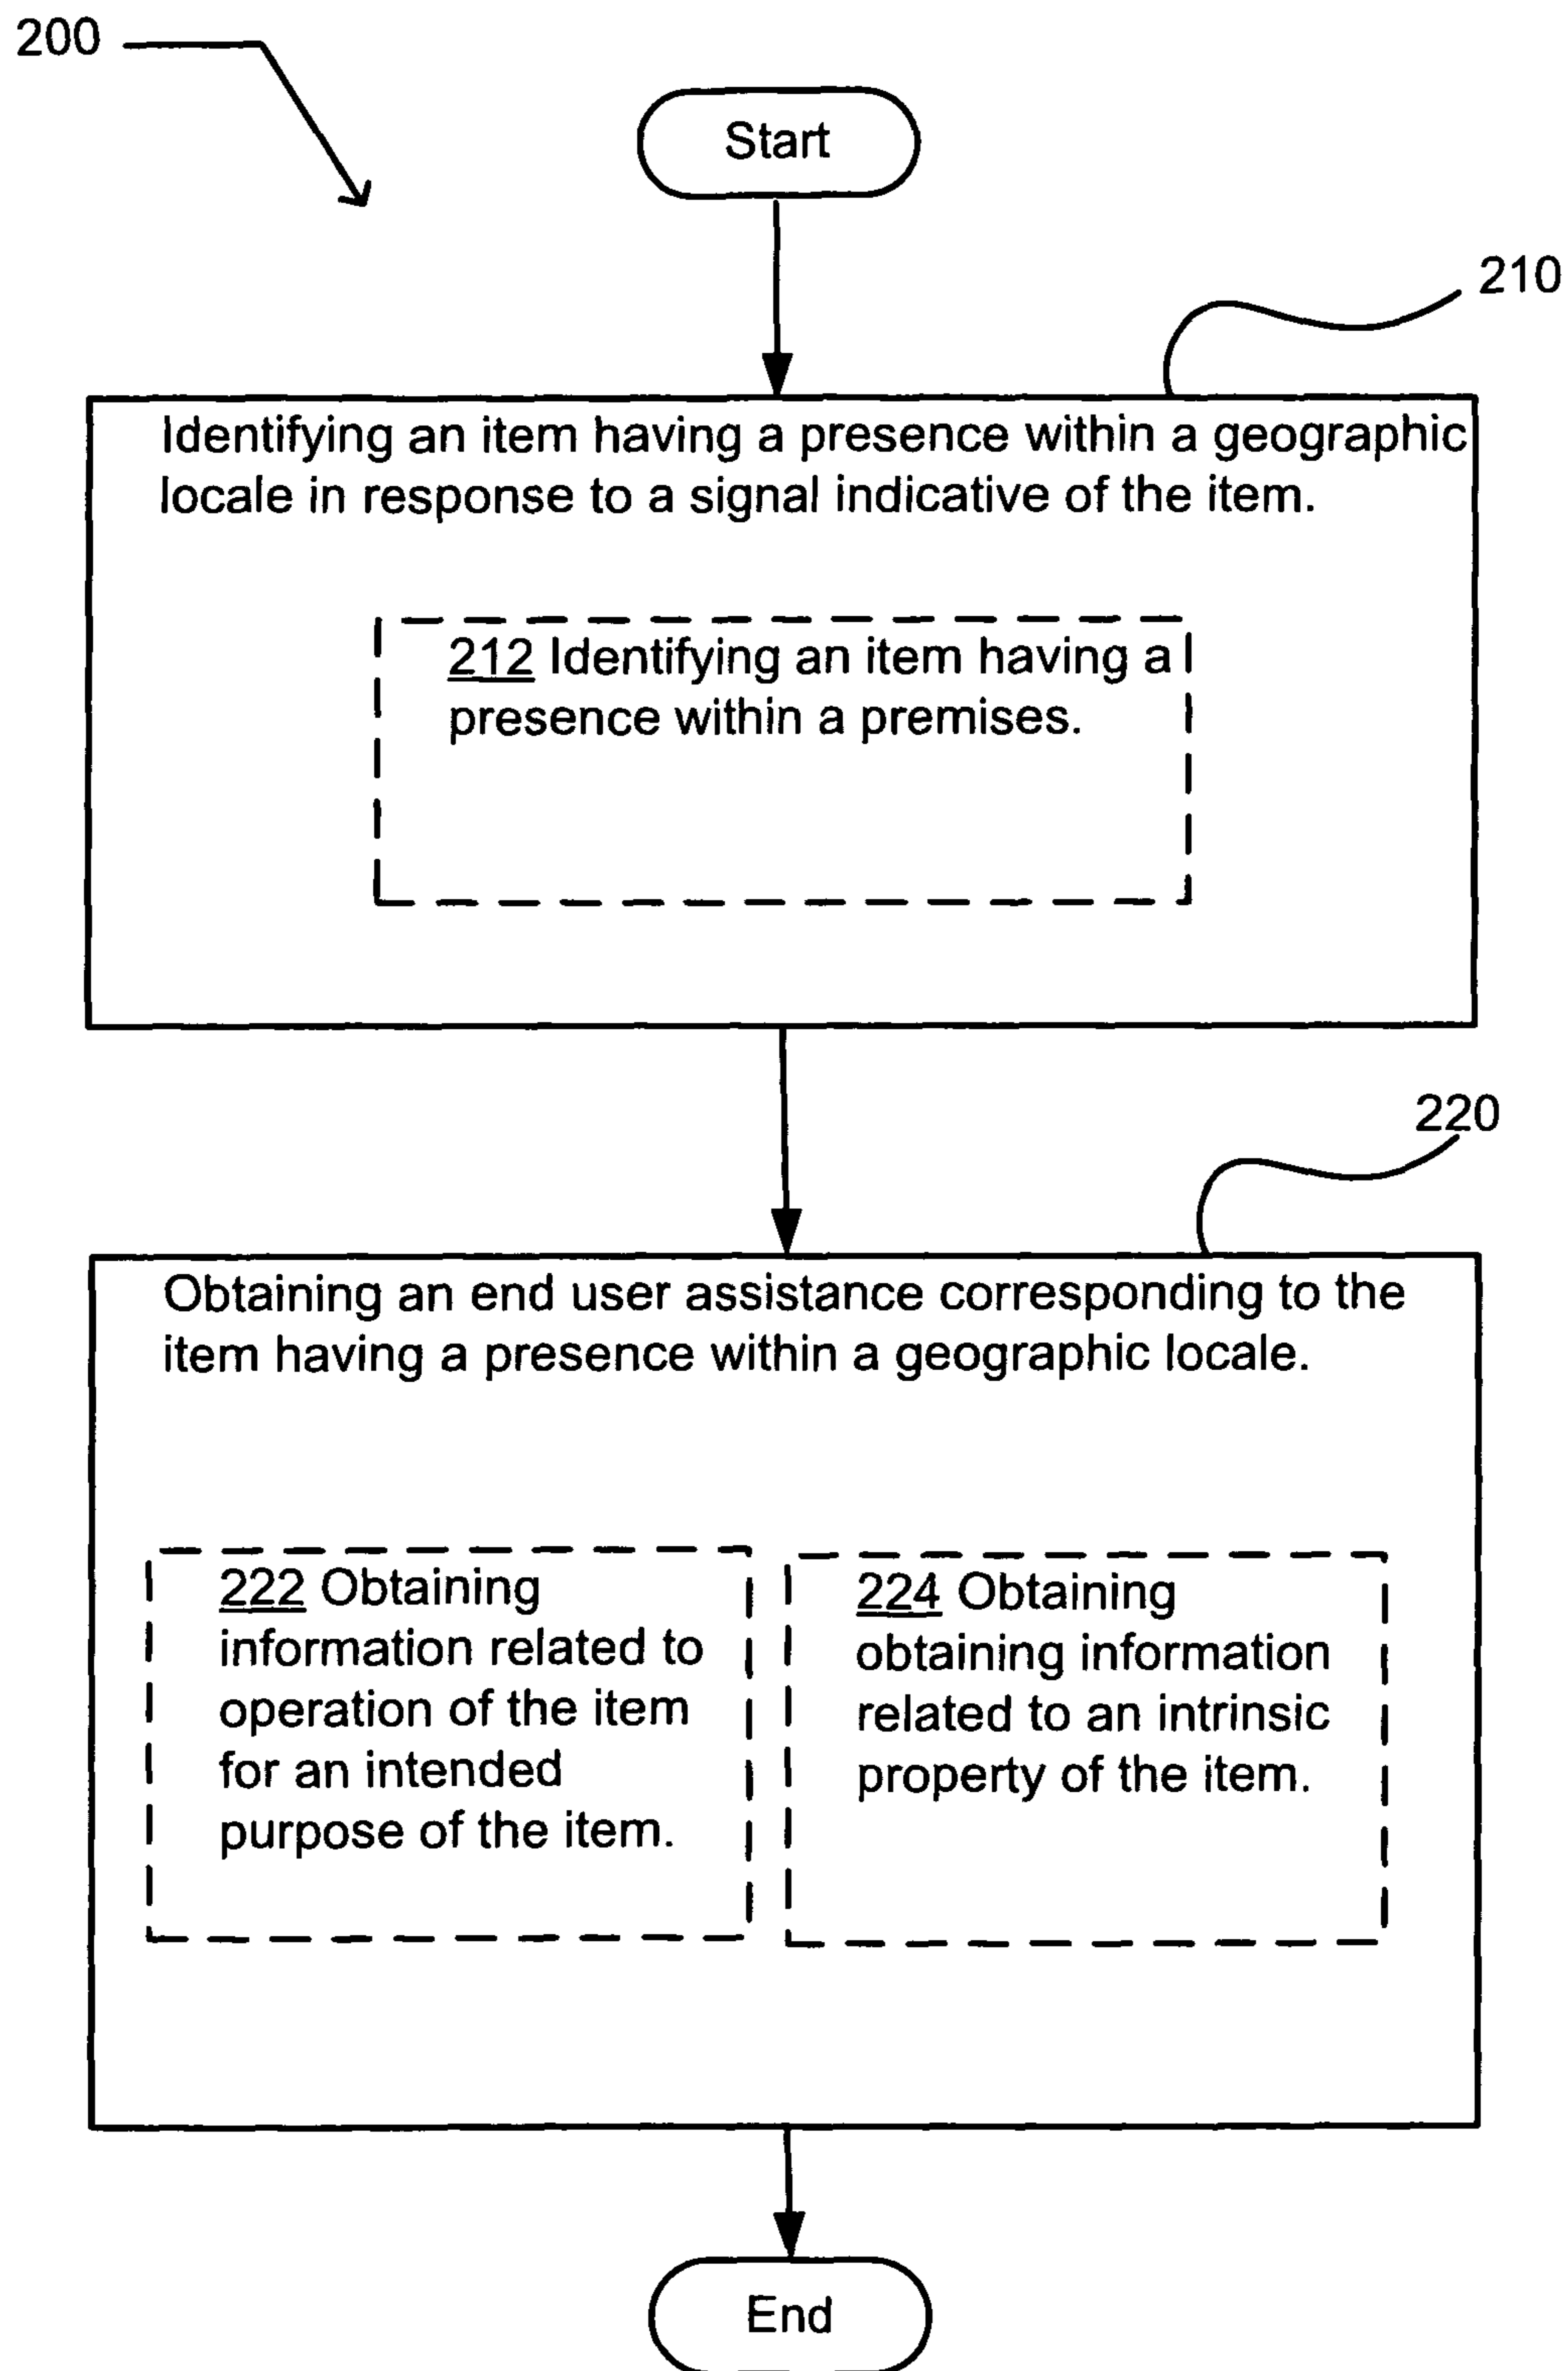 200
Start
210
Identifying an item having a presence within a geographic
locale in response to a signal indicative of the item.
212 Identifying an item having a
presence within a premises.
220
Obtaining an end user assistance corresponding to the
item having a presence within a geographic locale.
222 Obtaining
information related to
operation of the item
for an intended
purpose of the item.
224 Obtaining
obtaining information
related to an intrinsic
property of the item.
End